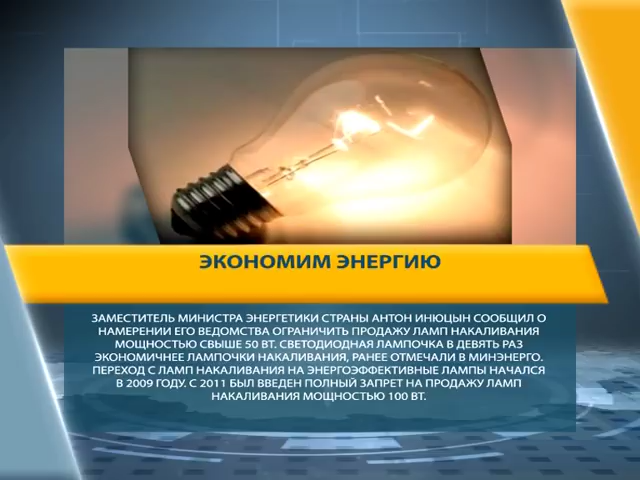 ЭКОНОМИМ ЭНЕРГИЮ
ЗАМЕСТИТЕЛЬ МИНИСТРА ЭНЕРГЕТИКИ СТРАНЫ АНТОН ИНЮЦЫН СООБЩИЛ О
НАМЕРЕНИИ ЕГО ВЕДОМСТВА ОГРАНИЧИТЬ ПРОДАЖУ ЛАМП НАКАЛИВАНИЯ
МОЩНОСТЬЮ СВЫШЕ 50 ВТ. СВЕТОДИОДНАЯ ЛАМПОЧКА В ДЕВЯТЬ РАЗ
ЭКОНОМИЧНЕЕ ЛАМПОЧКИ НАКАЛИВАНИЯ, РАНЕЕ ОТМЕЧАЛИ В МИНЭНЕРГО.
ПЕРЕХОД С ЛАМП НАКАЛИВАНИЯ НА ЭНЕРГОЭФФЕКТИВНЫЕ ЛАМПЫ НАЧАЛСЯ
В 2009 ГОДУ. С 2011 БЫЛ ВВЕДЕН ПОЛНЫЙ ЗАПРЕТ НА ПРОДАЖУ ЛАМП
НАКАЛИВАНИЯ МОЩНОСТЬЮ 100 ВТ.